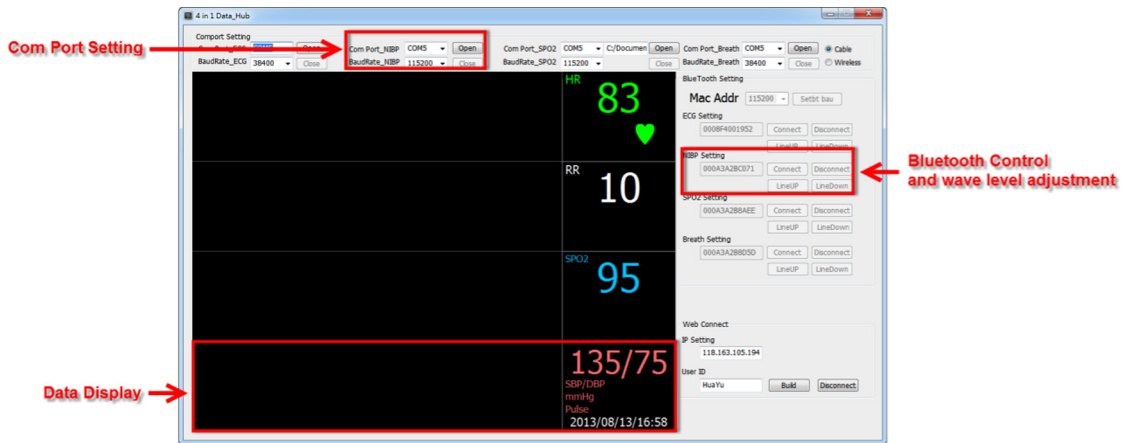 4 in 1 Data_Hub
Comport Setting
Com Port Setting
Open
Com Port_NIBP COM5 Open
Com Port_SPO2 COM5 C:/Documen Open
Com Port_Breath COM5 Open Cable
BaudRate_ECG 38400 Close
BaudRate_NIBP 115200 Close
BaudRate_SPO2 115200 Close
BaudRate_Breath 38400 Close Wireless
HR
83
RR
10
SPO2
95
135/75
SBP/DBP
mmHg
Pulse
2013/08/13/16:58
BlueTooth Setting
Mac Addr 115200 Setbt bau
ECG Setting
0008F4001952 Connect Disconnect
LineUP LineDown
NIBP Setting
000A3A2BC071 Connect Disconnect
LineUP LineDown
SPO2 Setting
000A3A2B8AEE Connect Disconnect
LineUP LineDown
Breath Setting
000A3A2B8D5D Connect Disconnect
LineUP LineDown
Web Connect
IP Setting
118.163.105.194
User ID
HuaYu Build Disconnect
Bluetooth Control
and wave level adjustment
Data Display